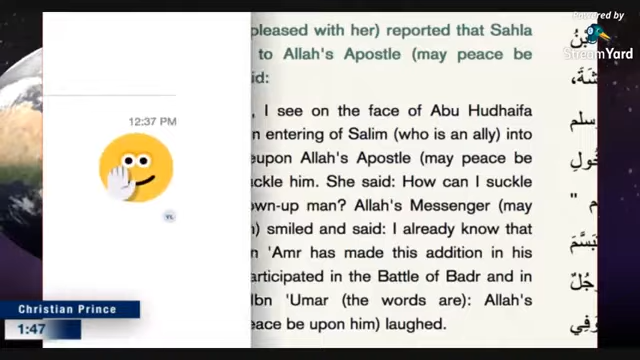 Powered by
StreamYard
pleased with her) reported that Sahla
to Allah's Apostle (may peace be
id:
, I see on the face of Abu Hudhaifa
n entering of Salim (who is an ally) into
eupon Allah's Apostle (may peace be
uckle him. She said: How can I suckle
own-up man? Allah's Messenger (may
n) smiled and said: I already know that
n 'Amr has made this addition in his
articipated in the Battle of Badr and in
Ibn 'Umar (the words are): Allah's
eace be upon him) laughed.
12:37 PM
YL
بْنُ
شَةَ،
وسلم
خُولِ
م "
تَبَسَّمَ
رَجُلٌ
وَفِي
Christian Prince
1:47